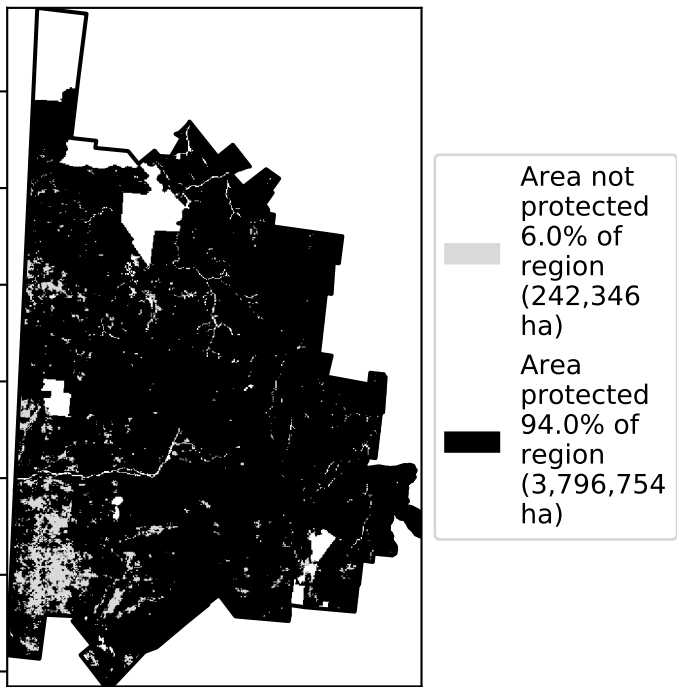 Area not
protected
6.0% of
region
(242,346
ha)
Area
protected
94.0% of
region
(3,796,754
ha)